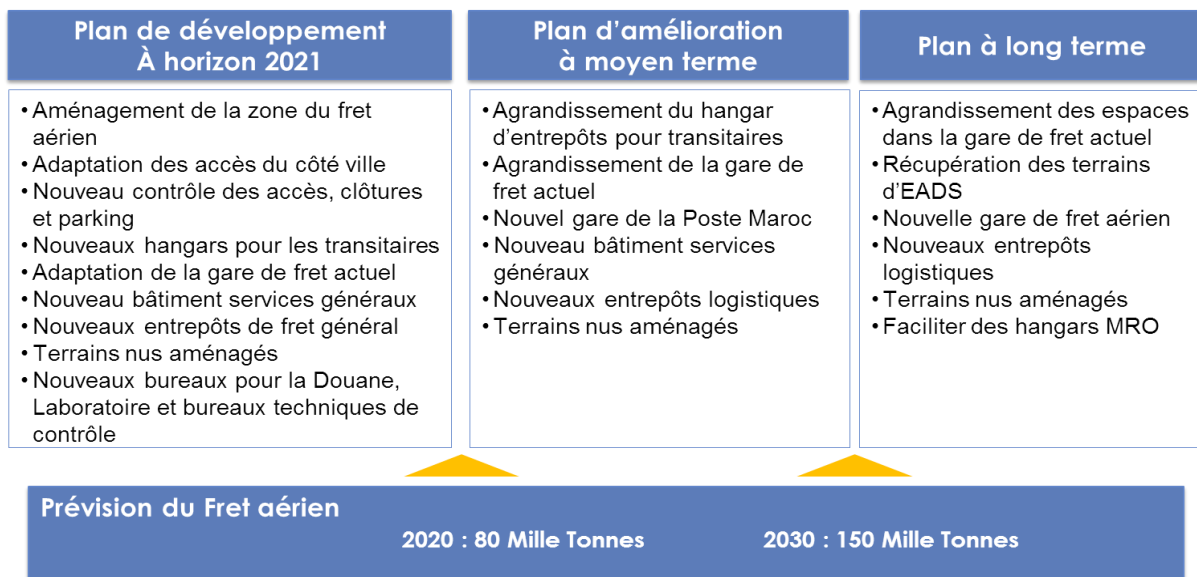 Plan de développement
À horizon 2021
• Aménagement de la zone du fret
aérien
• Adaptation des accès du côté ville
• Nouveau contrôle des accès, clôtures
et parking
• Nouveaux hangars pour les transitaires
• Adaptation de la gare de fret actuel
• Nouveau bâtiment services généraux
• Nouveaux entrepôts de fret général
• Terrains nus aménagés
• Nouveaux bureaux pour la Douane,
Laboratoire et bureaux techniques de
contrôle
Plan d’amélioration
à moyen terme
• Agrandissement du hangar
d’entrepôts pour transitaires
• Agrandissement de la gare de
fret actuel
• Nouvel gare de la Poste Maroc
• Nouveau bâtiment services
généraux
• Nouveaux entrepôts logistiques
• Terrains nus aménagés
Plan à long terme
• Agrandissement des espaces
dans la gare de fret actuel
• Récupération des terrains
d’EADS
• Nouvelle gare de fret aérien
• Nouveaux entrepôts
logistiques
• Terrains nus aménagés
• Faciliter des hangars MRO
Prévision du Fret aérien
2020 : 80 Mille Tonnes
2030 : 150 Mille Tonnes